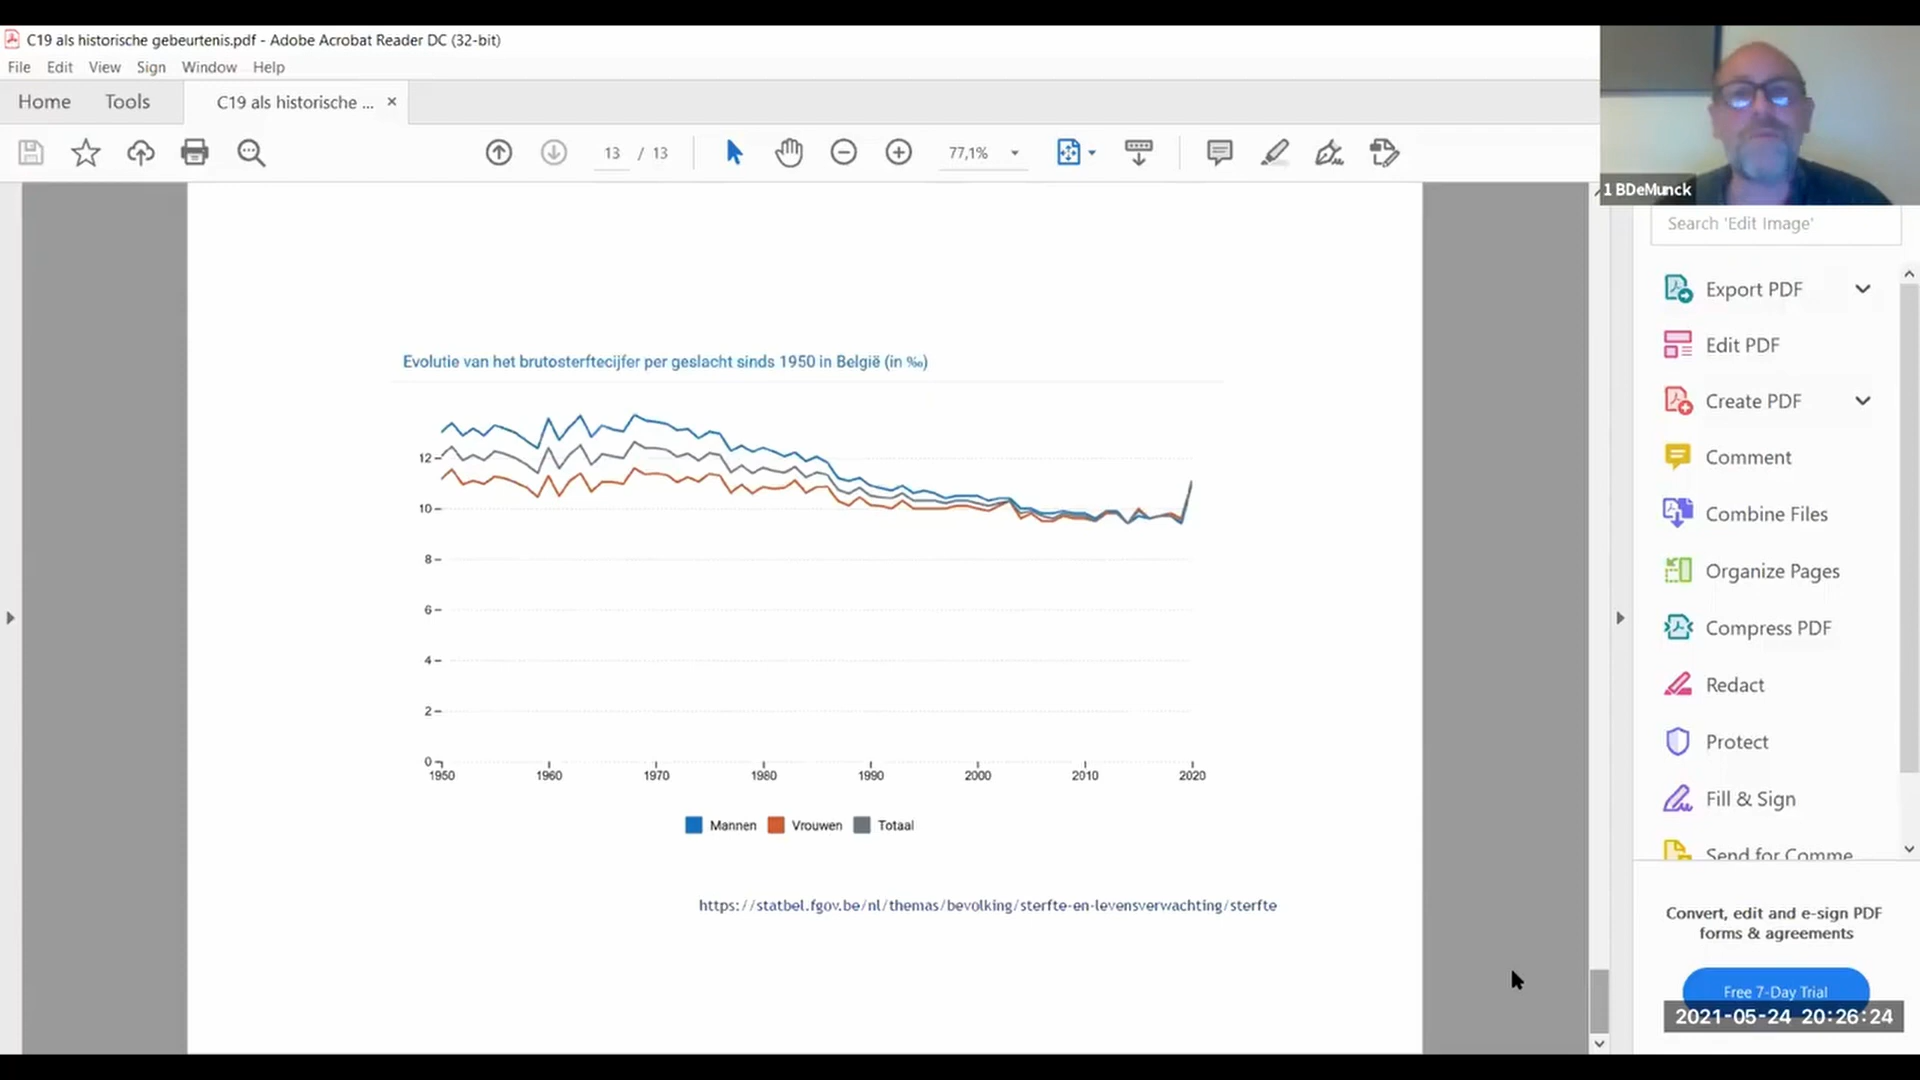 C19 als historische gebeurtenis.pdf - Adobe Acrobat Reader DC (32-bit)
File Edit View Sign Window Help
Home Tools C19 als historische ... ×
13 / 13 77,1%
1 BDeMunck
Search 'Edit Image'
Export PDF
Edit PDF
Create PDF
Comment
Combine Files
Organize Pages
Compress PDF
Redact
Protect
Fill & Sign
Send for Comme
Convert, edit and e-sign PDF
forms & agreements
Free 7-Day Trial
2021-05-24 20:26:24
Evolutie van het brutosterftecijfer per geslacht sinds 1950 in België (in ‰)
12
10
8
6
4
2
0
1950 1960 1970 1980 1990 2000 2010 2020
Mannen Vrouwen Totaal
https://statbel.fgov.be/nl/themas/bevolking/sterfte-en-levensverwachting/sterfte